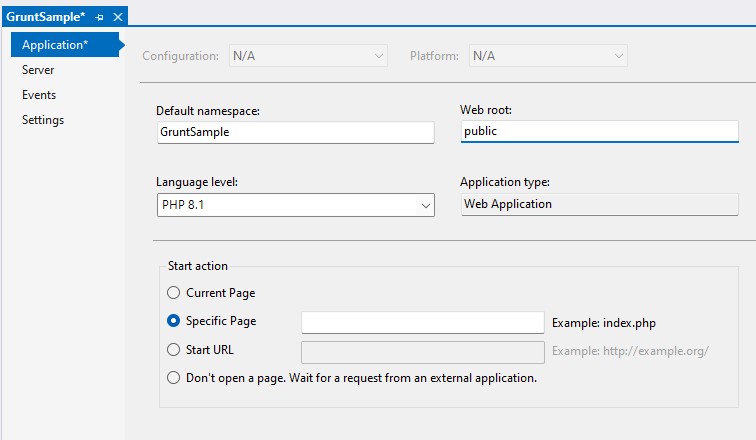 GruntSample*
Application*
Server
Events
Settings
Configuration: N/A Platform: N/A
Default namespace: Web root:
GruntSample public
Language level: Application type:
PHP 8.1 Web Application
Start action
Current Page
Specific Page Example: index.php
Start URL Example: http://example.org/
Don't open a page. Wait for a request from an external application.